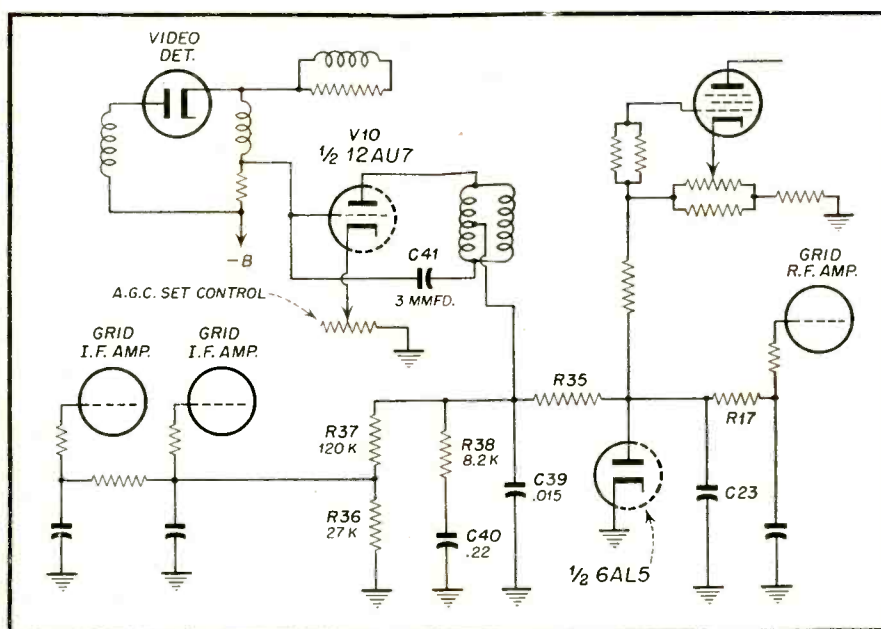 VIDEO
DET.
V10
½ 12AU7
C41
3 MMFD.
-B
A.G.C. SET CONTROL
GRID
R.F. AMP.
GRID
I.F. AMP.
GRID
I.F. AMP.
R35
R17
R37
120 K
R38
8.2 K
C39
.015
C23
R36
27 K
C40
.22
½ 6AL5